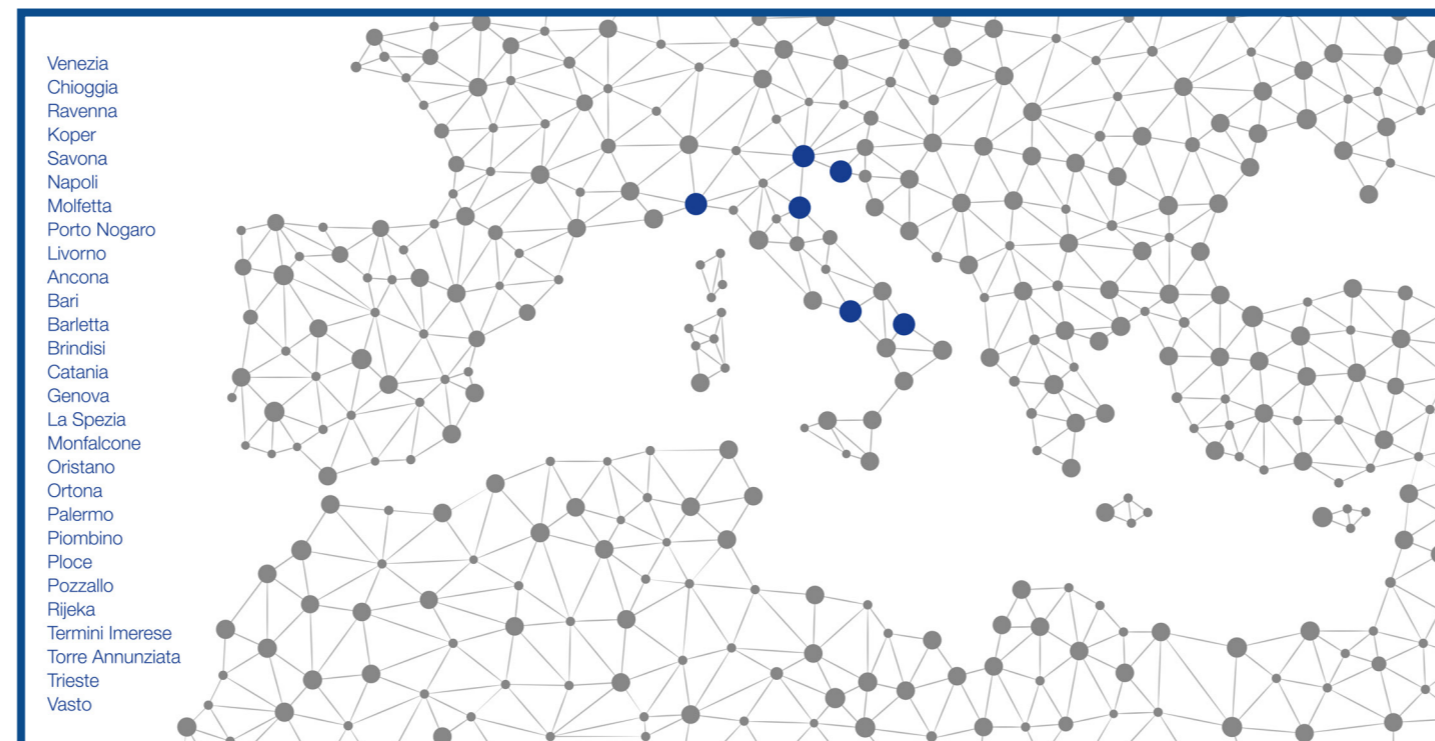 Venezia
Chioggia
Ravenna
Koper
Savona
Napoli
Molfetta
Porto Nogaro
Livorno
Ancona
Bari
Barletta
Brindisi
Catania
Genova
La Spezia
Monfalcone
Oristano
Ortona
Palermo
Piombino
Ploce
Pozzallo
Rijeka
Termini Imerese
Torre Annunziata
Trieste
Vasto